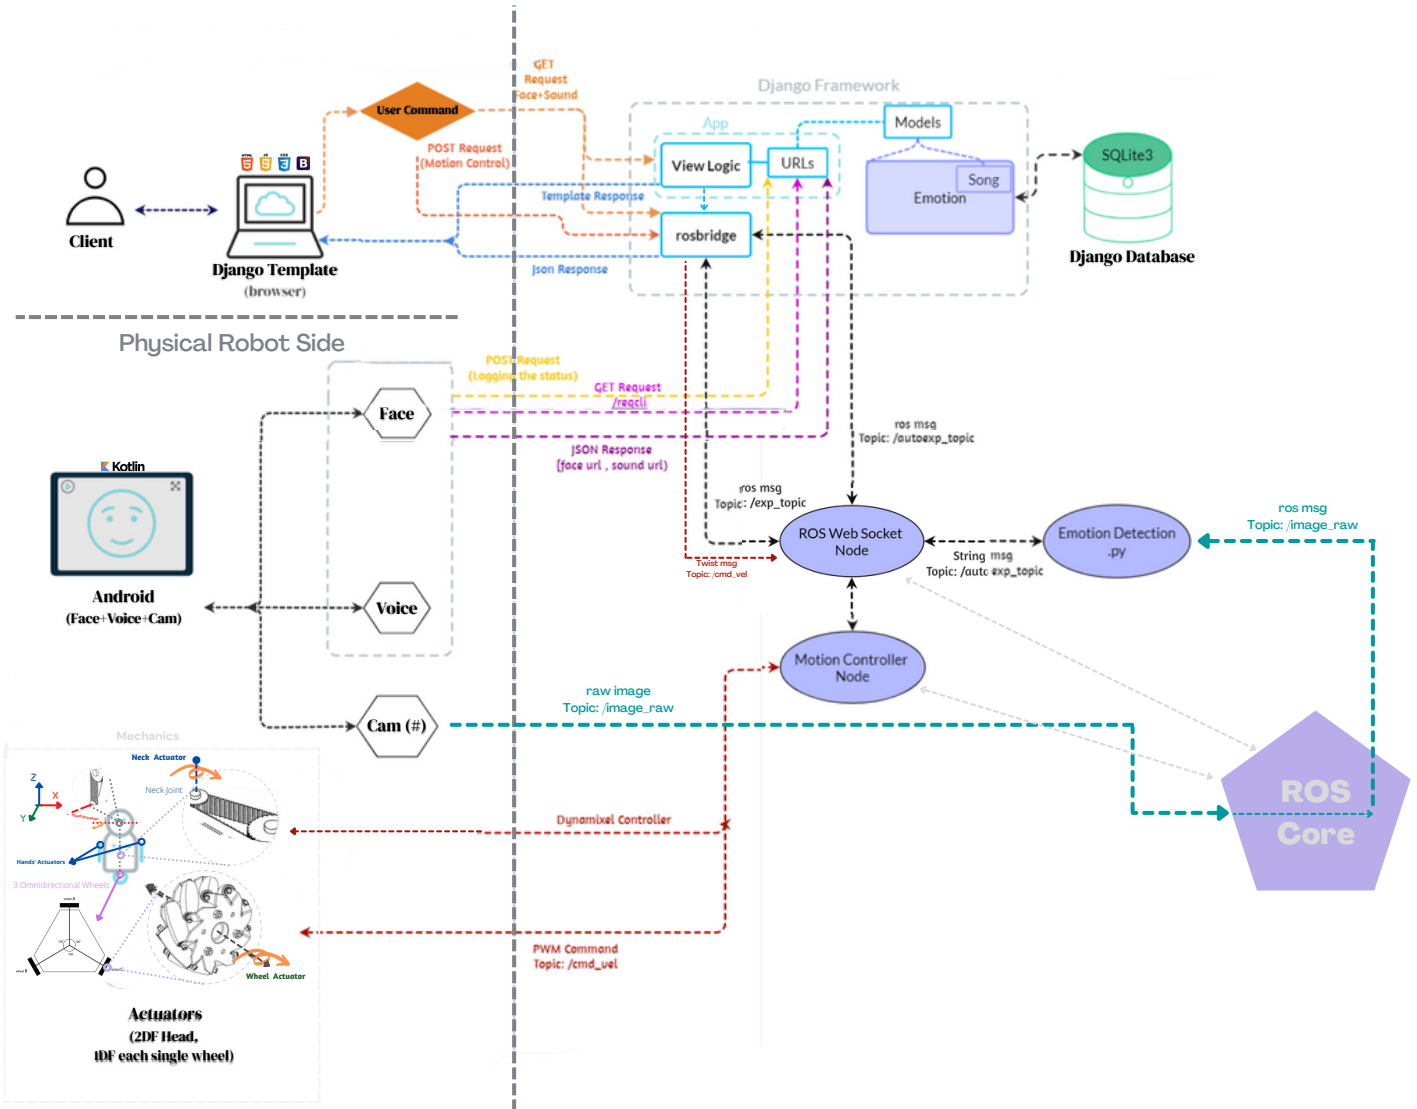 GET
Request
Face+Sound
Django Framework
User Command
App
Models
HTML
JS
CSS
5
5
3
B
POST Request
(Motion Control)
View Logic
URLs
SQLite3
Song
Emotion
Template Response
Client
rosbridge
Django Template
(browser)
Json Response
Django Database
Physical Robot Side
POST Request
(Logging the status)
GET Request
/reqcli
Face
ros msg
Topic: /autoexp_topic
JSON Response
{face url , sound url)
Kotlin
ros msg
Topic: /exp_topic
ros msg
Topic: /image_raw
ROS Web Socket
Node
Emotion Detection
.py
String msg
Topic: /auto exp_topic
Twist msg
Topic: /cmd_vel
Android
(Face+Voice+Cam)
Voice
Motion Controller
Node
raw image
Topic: /image_raw
Cam (#)
Mechanics
Neck Actuator
Z
X
Y
Neck Joint
ROS
Core
Dynamixel Controller
Hands' Actuators
3 Omnidirectional Wheels
PWM Command
Topic: /cmd_vel
Wheel Actuator
Actuators
(2DF Head,
1DF each single wheel)